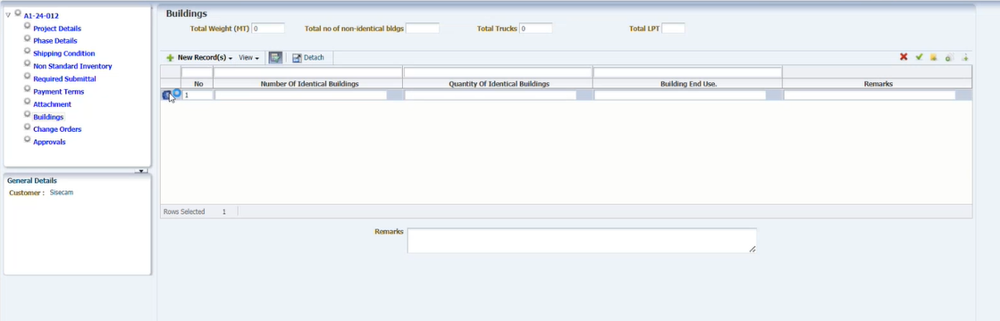 A1-24-012
Project Details
Phase Details
Shipping Condition
Non Standard Inventory
Required Submittal
Payment Terms
Attachment
Buildings
Change Orders
Approvals
General Details
Customer : Sisecam
Buildings
Total Weight (MT) 0 Total no of non-identical bldgs Total Trucks 0 Total LPT
New Record(s) View Detach
No Number Of Identical Buildings Quantity Of Identical Buildings Building End Use. Remarks
1
Rows Selected 1
Remarks